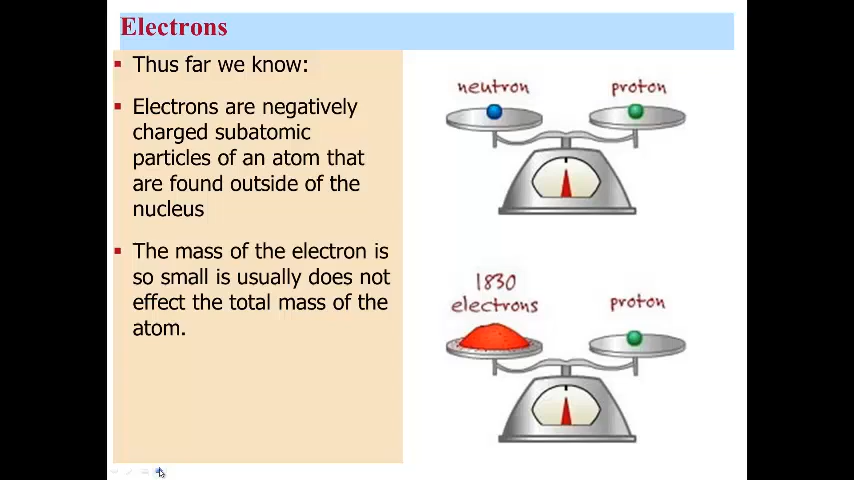 Electrons
Thus far we know:
Electrons are negatively
charged subatomic
particles of an atom that
are found outside of the
nucleus
The mass of the electron is
so small is usually does not
effect the total mass of the
atom.
neutron
proton
1830
electrons
proton